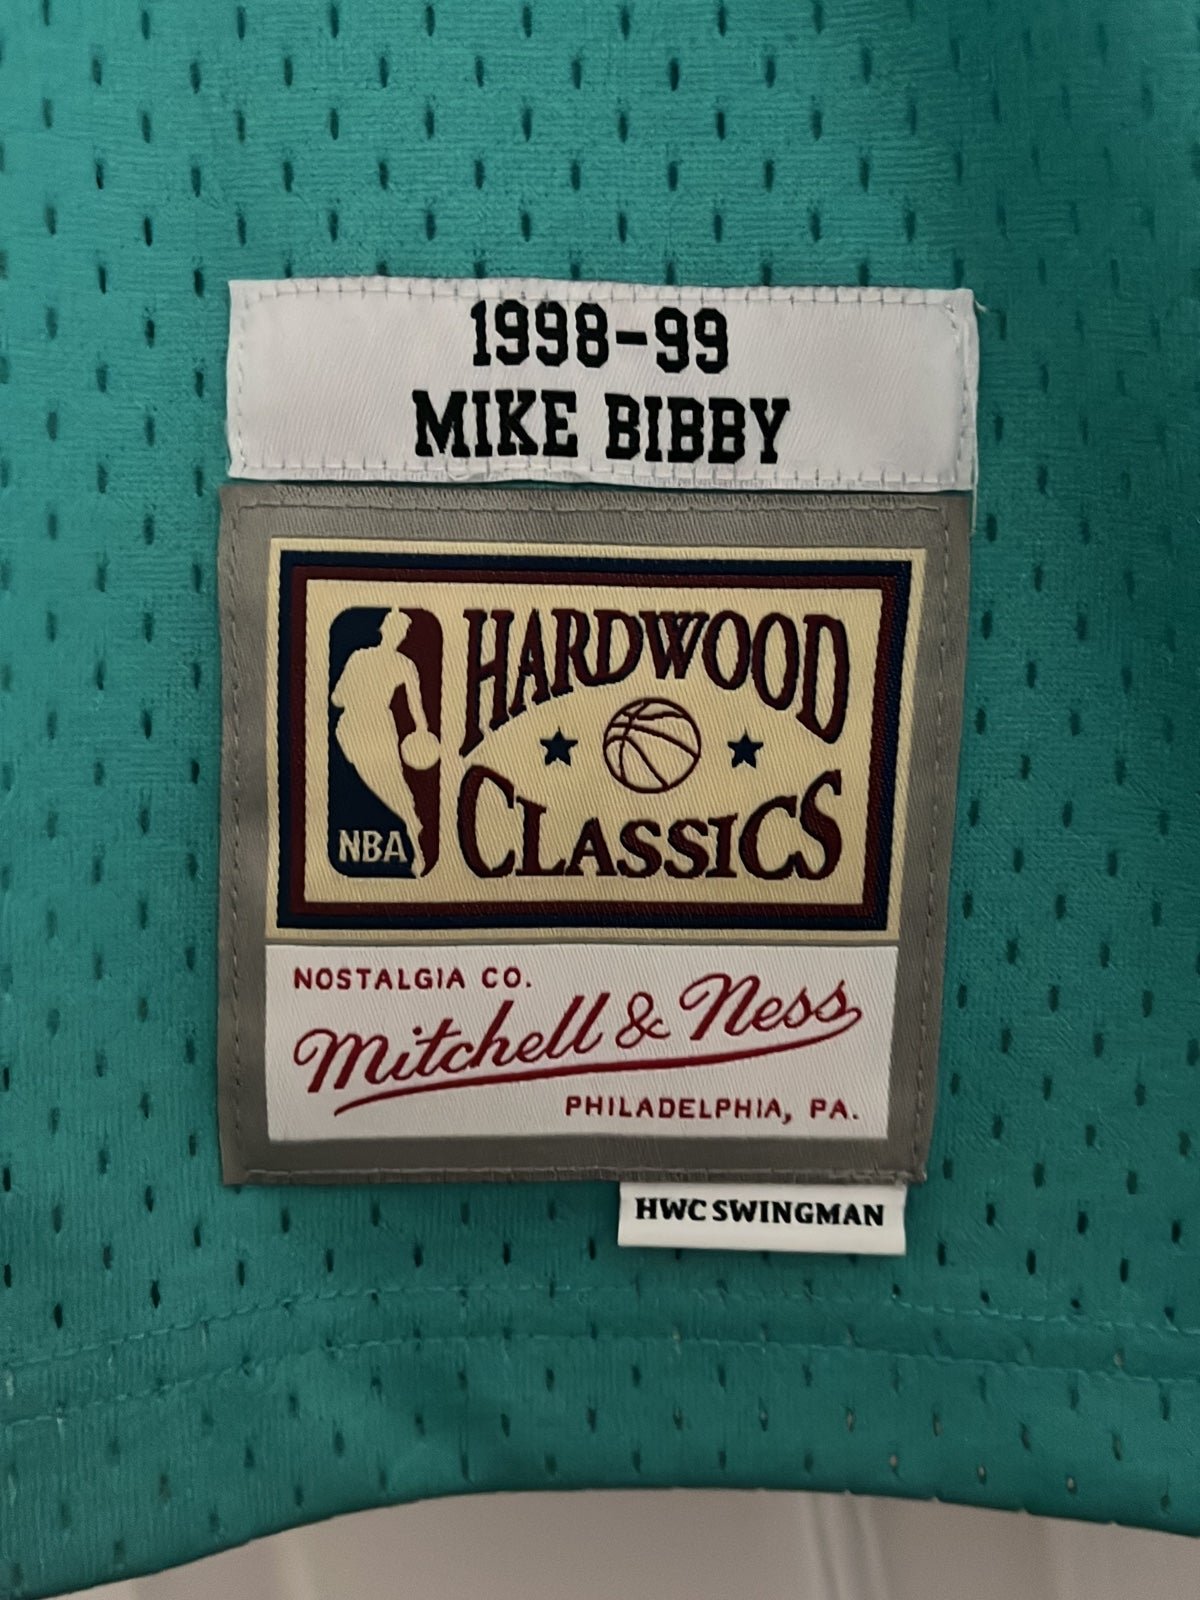 1998-99
MIKE BIBBY
HARDWOOD
CLASSICS
NBA
NOSTALGIA CO.
Mitchell & Ness
PHILADELPHIA, PA.
HWC SWINGMAN